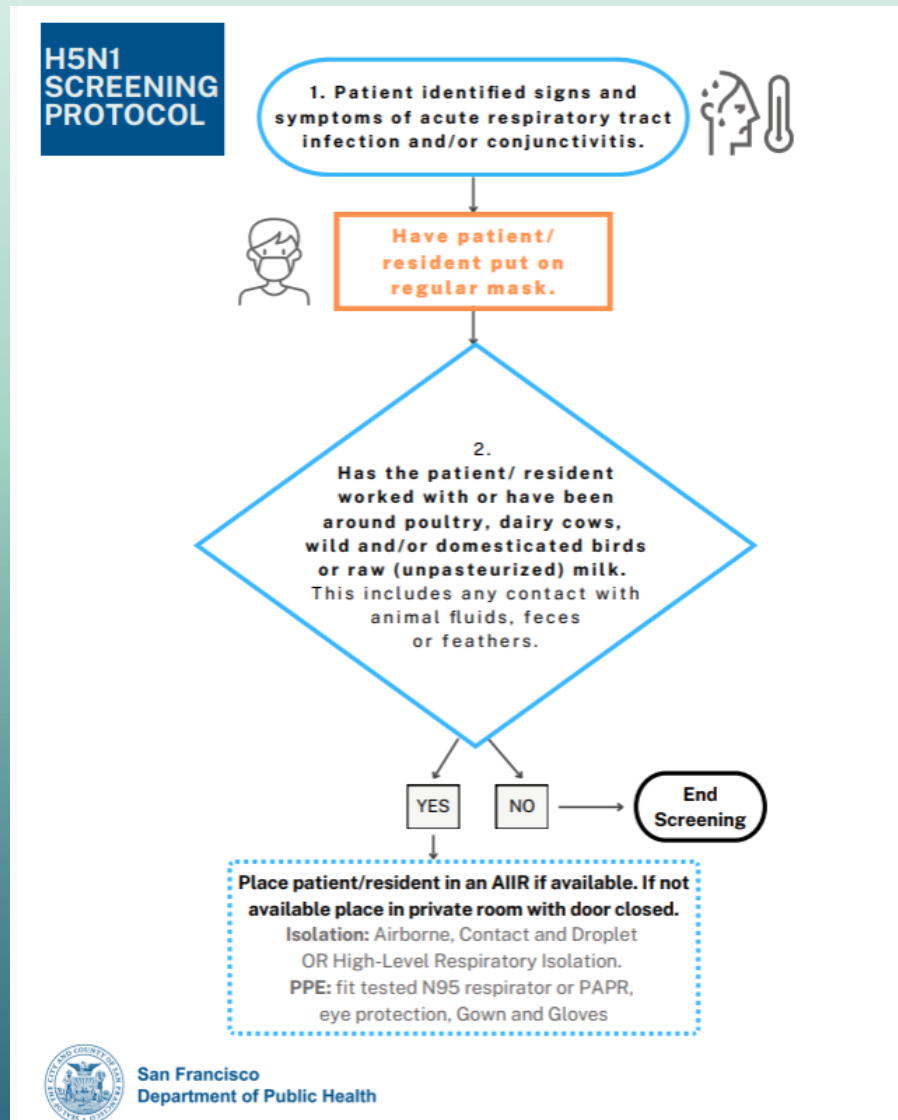 H5N1
SCREENING
PROTOCOL
1. Patient identified signs and
symptoms of acute respiratory tract
infection and/or conjunctivitis.
Have patient/
resident put on
regular mask.
2.
Has the patient/ resident
worked with or have been
around poultry, dairy cows,
wild and/or domesticated birds
or raw (unpasteurized) milk.
This includes any contact with
animal fluids, feces
or feathers.
YES
NO
End
Screening
Place patient/resident in an AIIR if available. If not
available place in private room with door closed.
Isolation: Airborne, Contact and Droplet
OR High-Level Respiratory Isolation.
PPE: fit tested N95 respirator or PAPR,
eye protection, Gown and Gloves
San Francisco
Department of Public Health